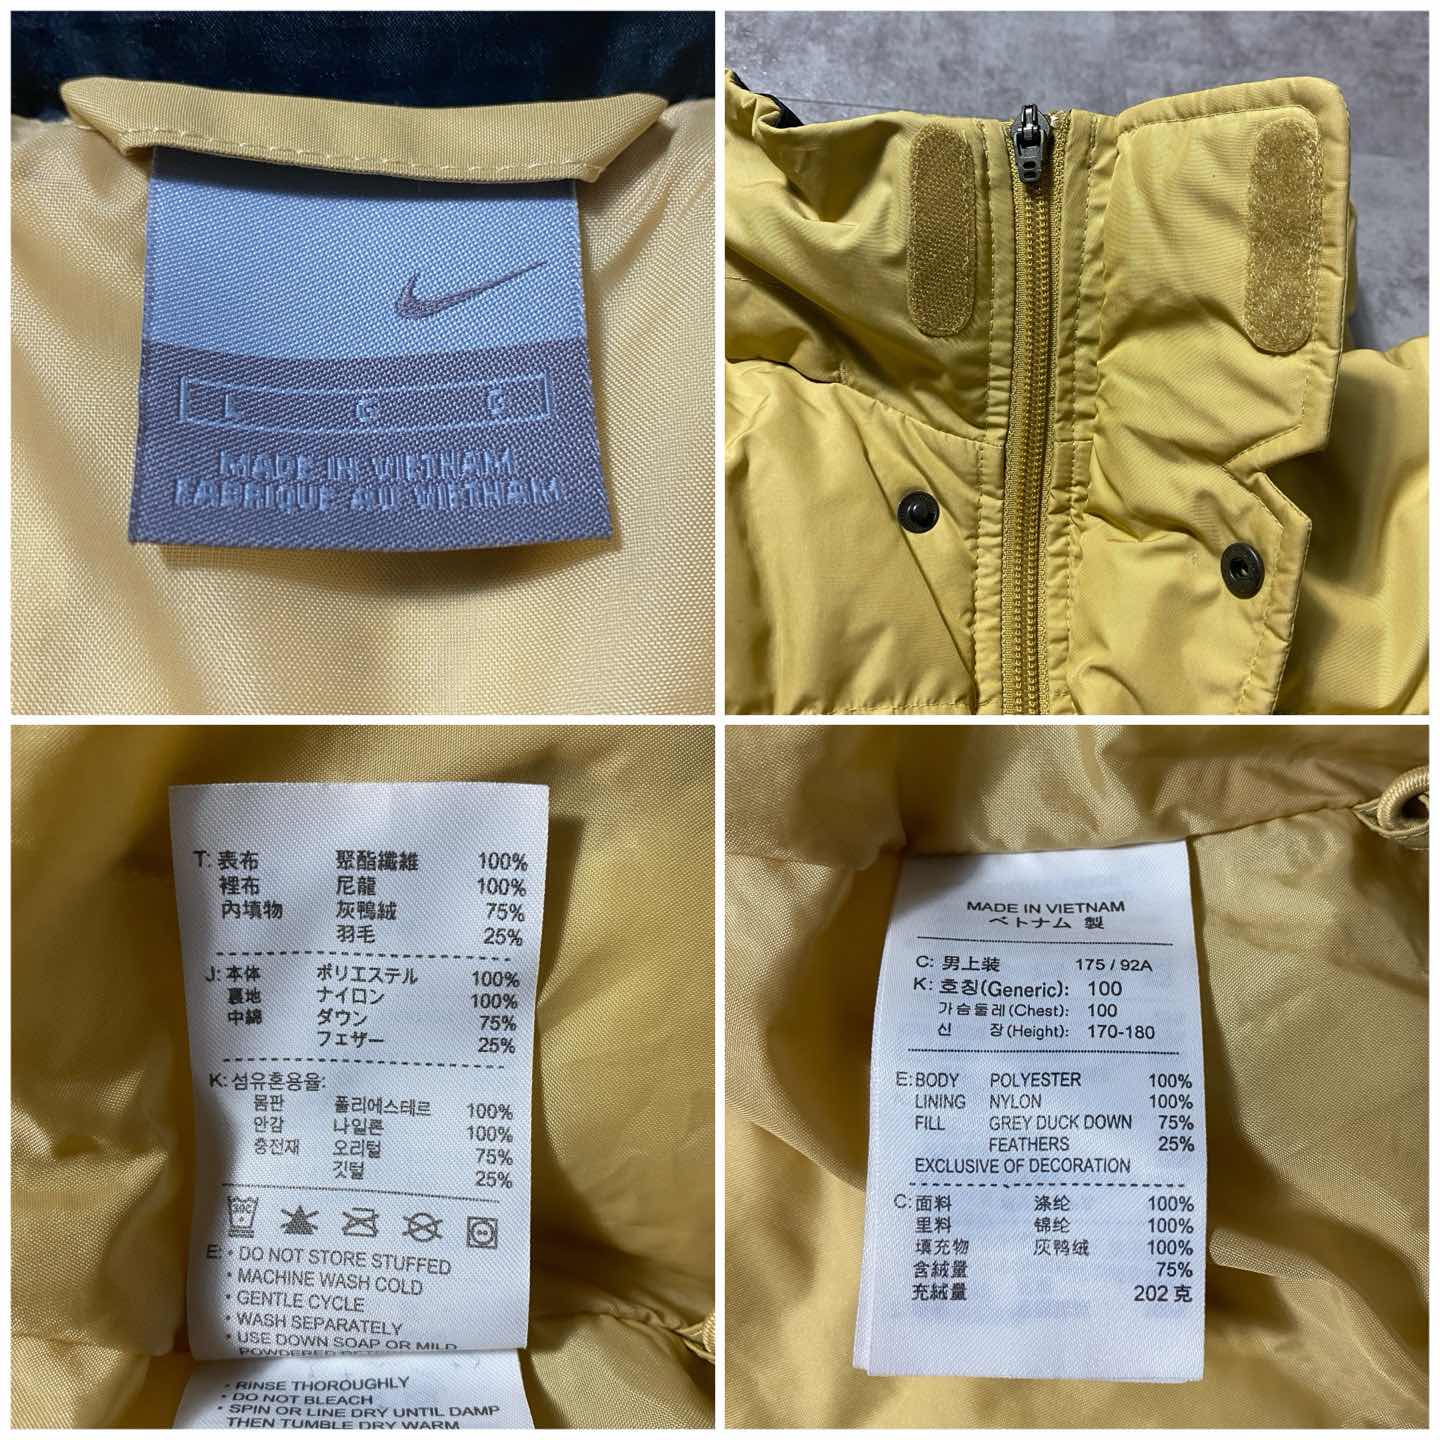 L G G
MADE IN VIETNAM
FABRIQUE AU VIETNAM
T: 表布 聚酯纖維 100%
裡布 尼龍 100%
內填物 灰鴨絨 75%
羽毛 25%
J: 本体 ポリエステル 100%
裏地 ナイロン 100%
中綿 ダウン 75%
フェザー 25%
K: 섬유혼용율:
몸판 폴리에스테르 100%
안감 나일론 100%
충전재 오리털 75%
깃털 25%
30C
E: • DO NOT STORE STUFFED
• MACHINE WASH COLD
• GENTLE CYCLE
• WASH SEPARATELY
• USE DOWN SOAP OR MILD
POWDERED
• RINSE THOROUGHLY
• DO NOT BLEACH
• SPIN OR LINE DRY UNTIL DAMP
THEN TUMBLE DRY WARM
MADE IN VIETNAM
ベトナム 製
C: 男上装 175 / 92A
K: 호칭(Generic): 100
가슴둘레(Chest): 100
신 장(Height): 170-180
E: BODY POLYESTER 100%
LINING NYLON 100%
FILL GREY DUCK DOWN 75%
FEATHERS 25%
EXCLUSIVE OF DECORATION
C: 面料 涤纶 100%
里料 锦纶 100%
填充物 灰鸭绒 100%
含絨量 75%
充絨量 202 克